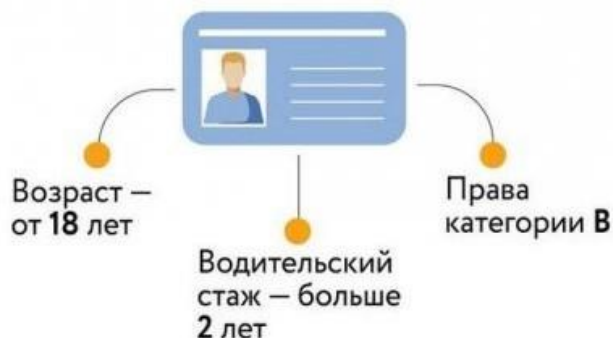 Возраст —
от 18 лет
Водительский
стаж — больше
2 лет
Права
категории B